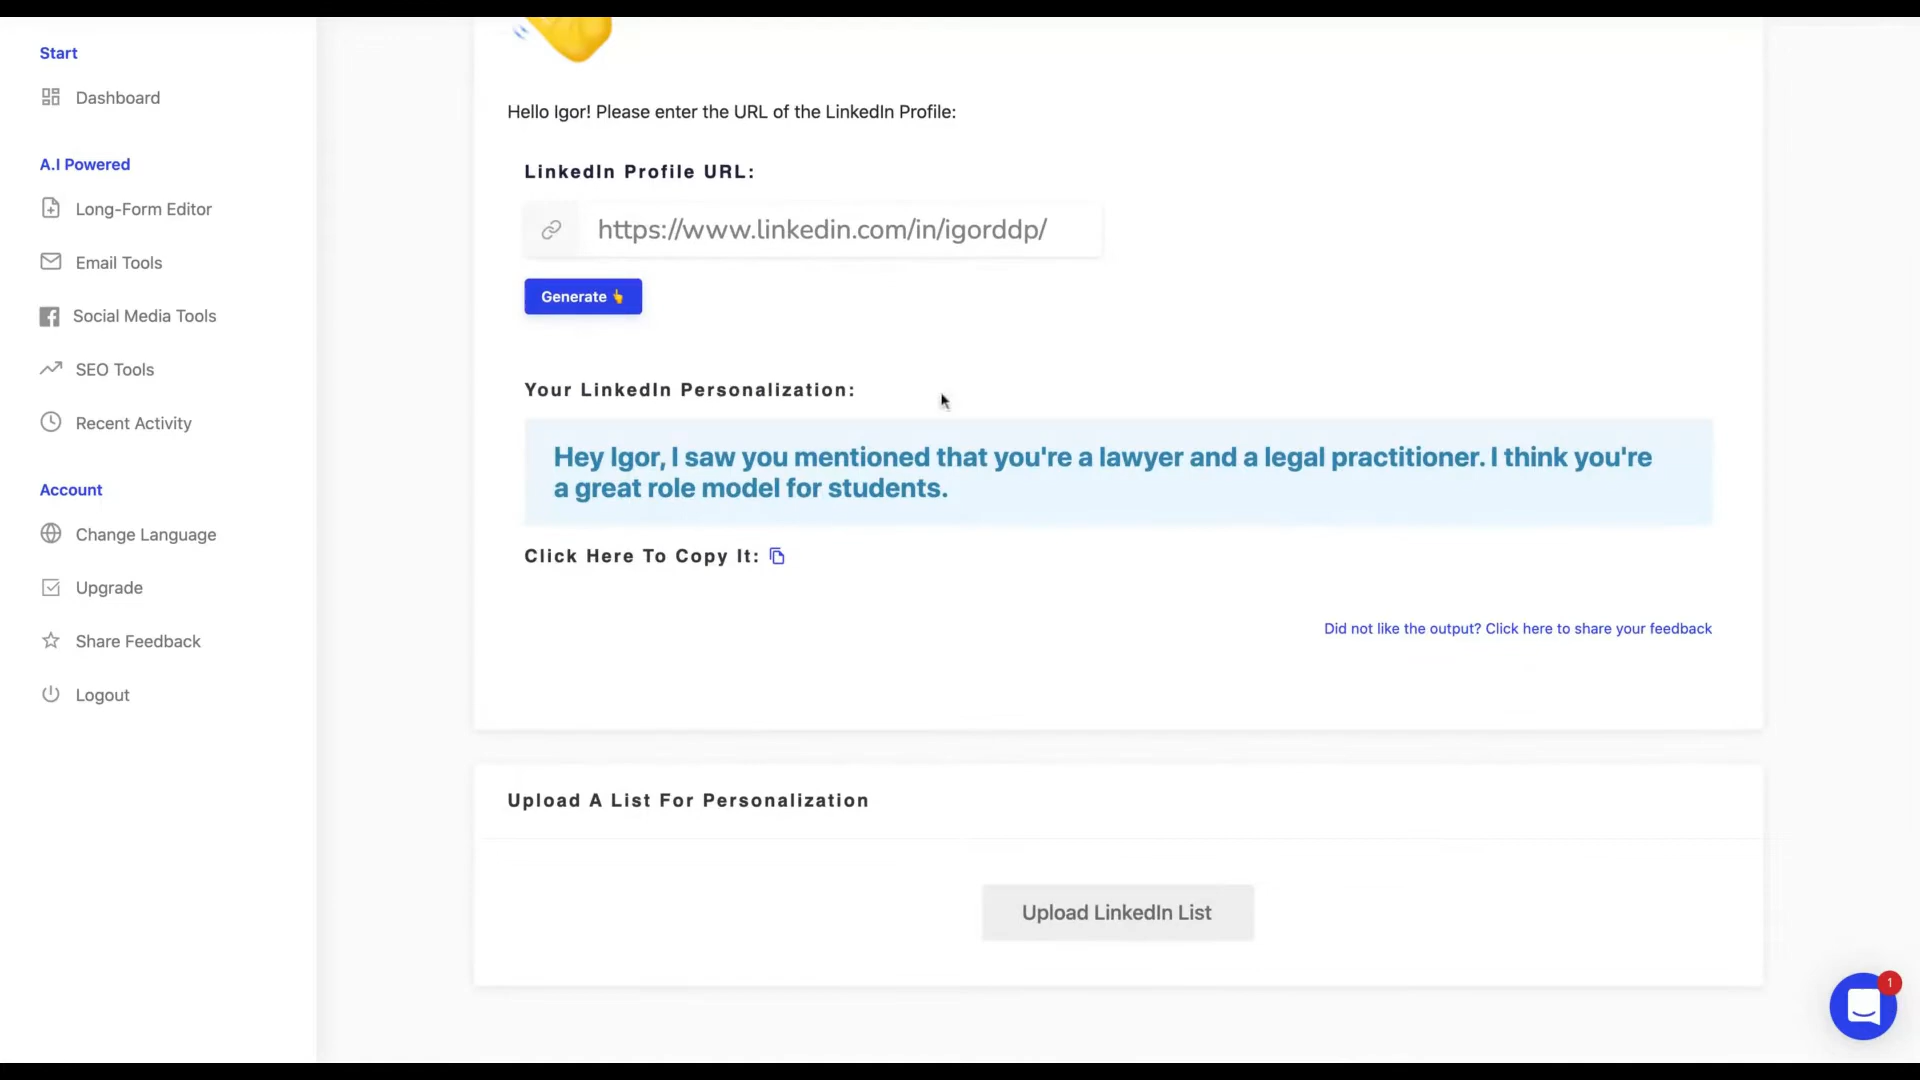 Start
Dashboard
A.I Powered
Long-Form Editor
Email Tools
Social Media Tools
SEO Tools
Recent Activity
Account
Change Language
Upgrade
Share Feedback
Logout
Hello Igor! Please enter the URL of the LinkedIn Profile:
LinkedIn Profile URL:
https://www.linkedin.com/in/igorddp/
Generate 👆
Your LinkedIn Personalization:
Hey Igor, I saw you mentioned that you're a lawyer and a legal practitioner. I think you're
a great role model for students.
Click Here To Copy It:
Did not like the output? Click here to share your feedback
Upload A List For Personalization
Upload LinkedIn List
1